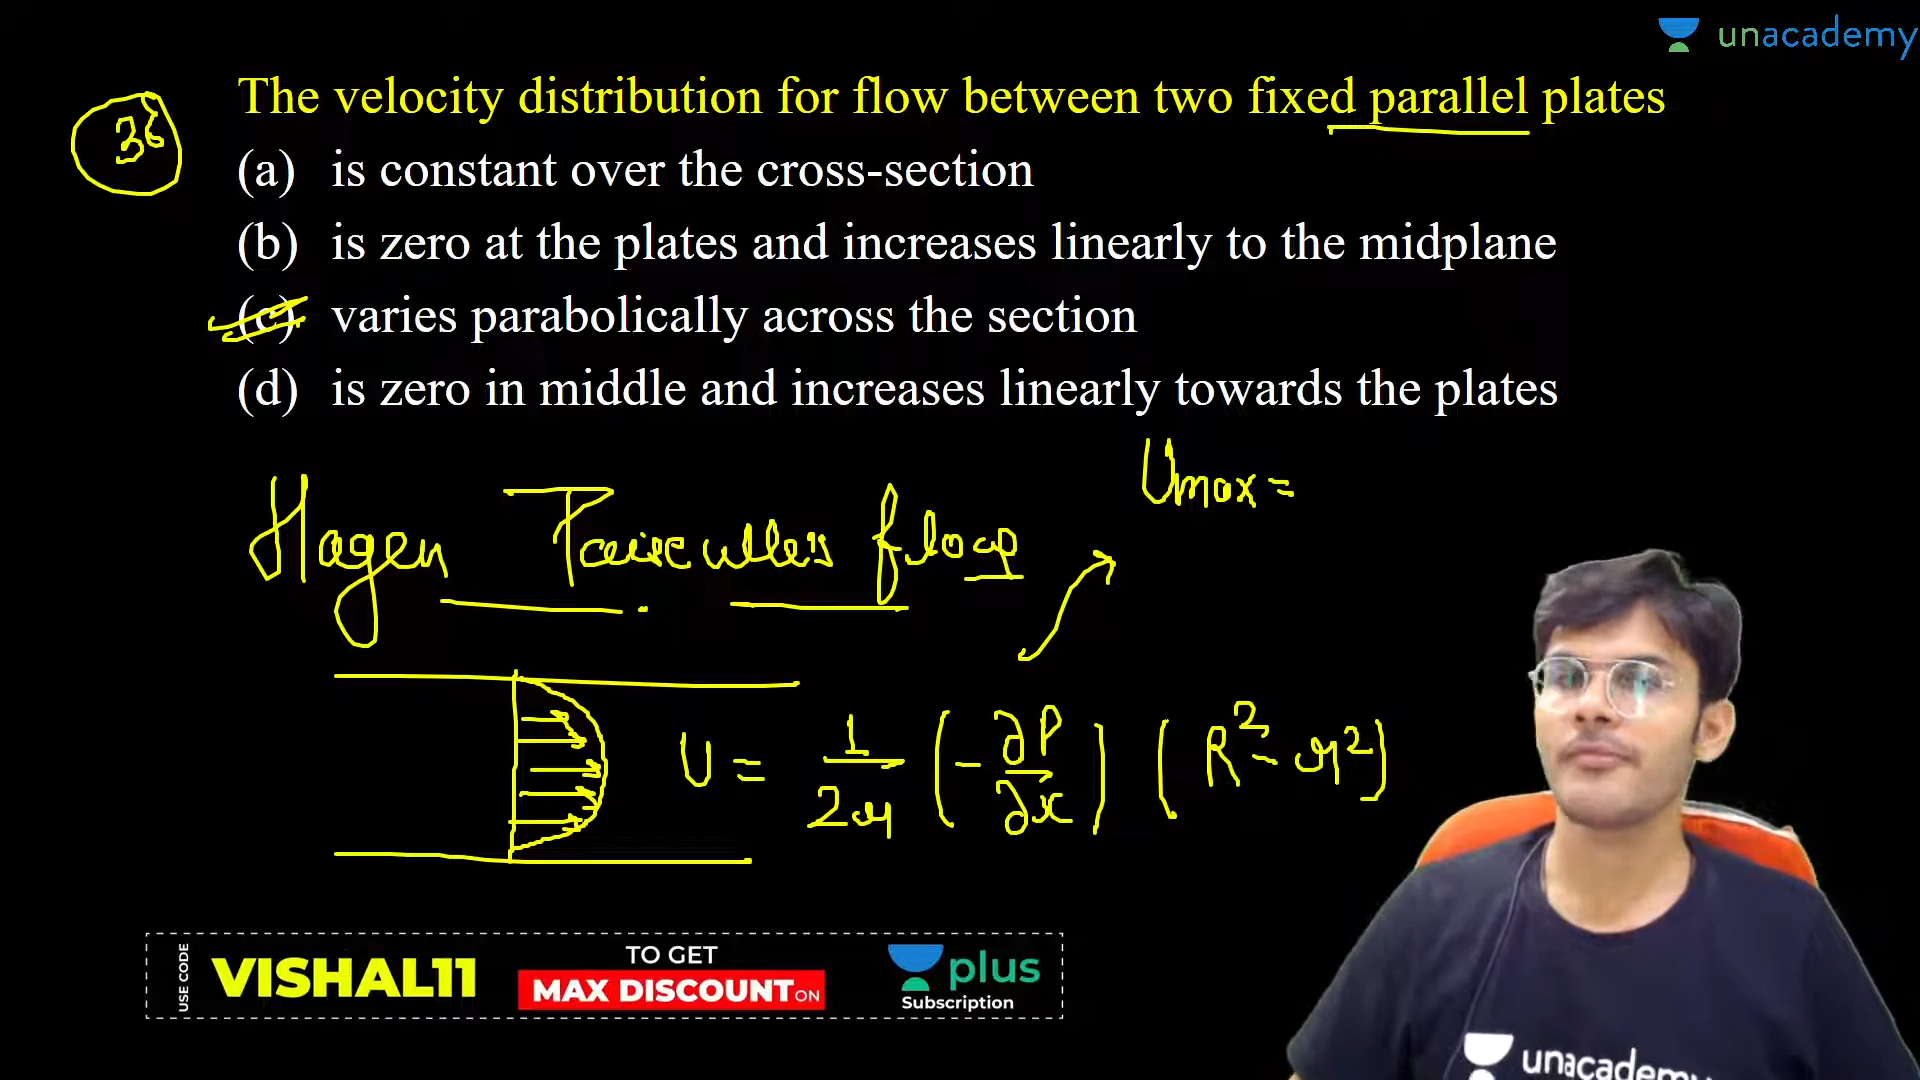 unacademy
36
The velocity distribution for flow between two fixed parallel plates
(a) is constant over the cross-section
(b) is zero at the plates and increases linearly to the midplane
(c) varies parabolically across the section
(d) is zero in middle and increases linearly towards the plates
Umax =
Hagen flow
U = 1/2μ (-∂P/∂x) (R²-r²)
USE CODE
VISHAL11
TO GET
MAX DISCOUNT ON
plus
Subscription
unacademy